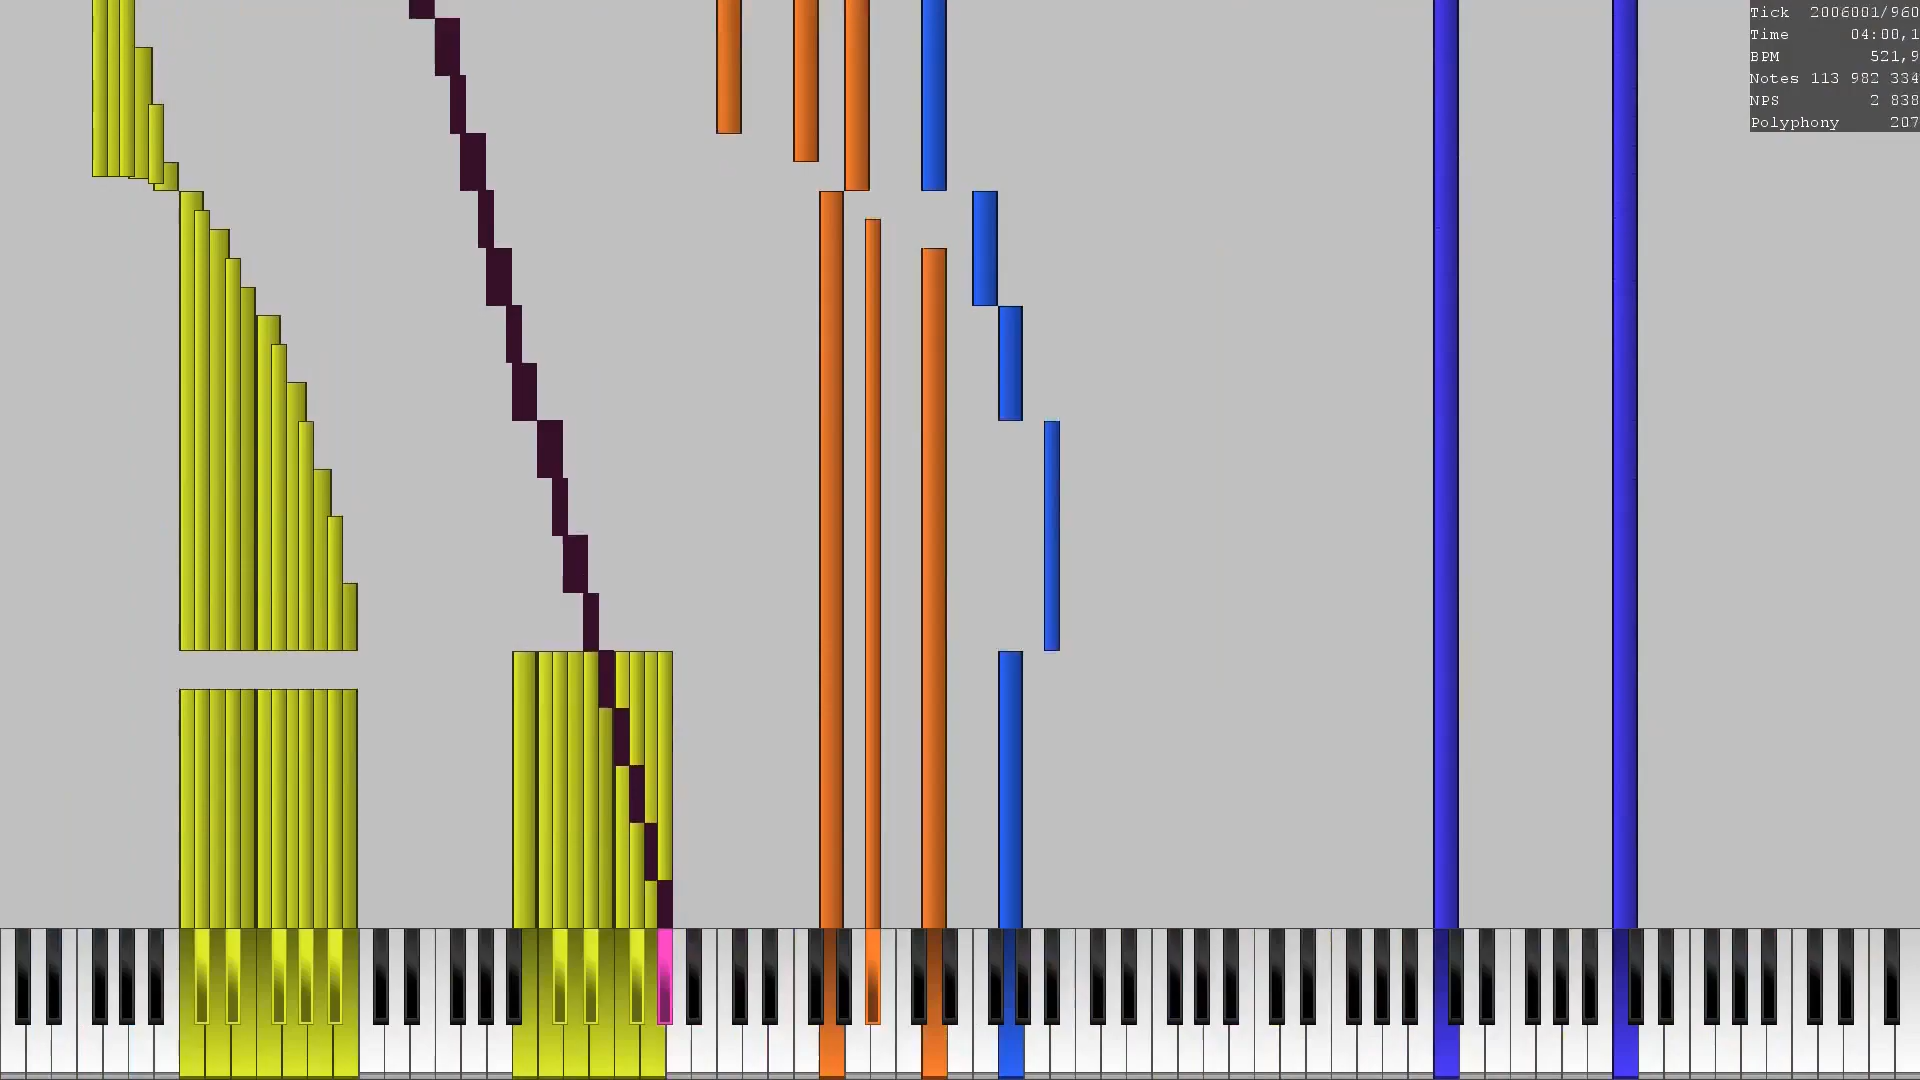 Tick 2006001/960
Time 04:00,1
BPM 521,9
Notes 113 982 334
NPS 2 838
Polyphony 207